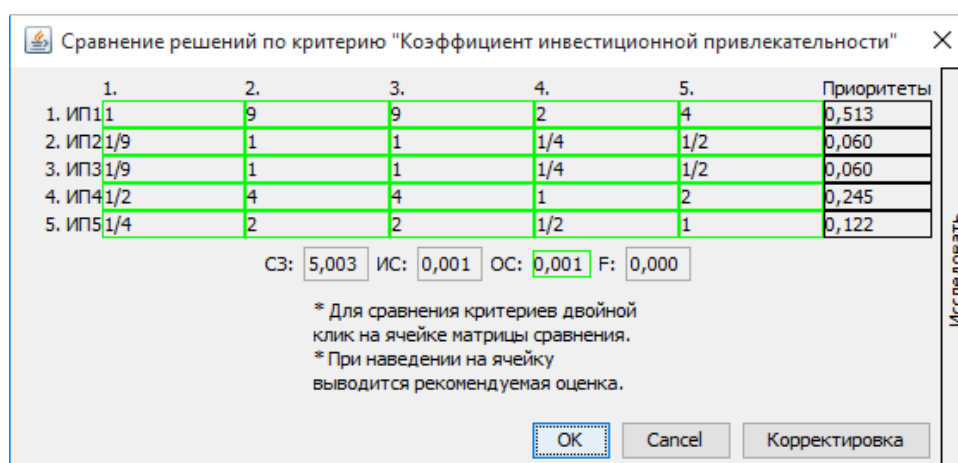 Сравнение решений по критерию "Коэффициент инвестиционной привлекательности"
1. 2. 3. 4. 5. Приоритеты
1. ИП1 1 9 9 2 4 0,513
2. ИП2 1/9 1 1 1/4 1/2 0,060
3. ИП3 1/9 1 1 1/4 1/2 0,060
4. ИП4 1/2 4 4 1 2 0,245
5. ИП5 1/4 2 2 1/2 1 0,122
СЗ: 5,003 ИС: 0,001 ОС: 0,001 F: 0,000
* Для сравнения критериев двойной
клик на ячейке матрицы сравнения.
* При наведении на ячейку
выводится рекомендуемая оценка.
OK Cancel Корректировка
Исследовать